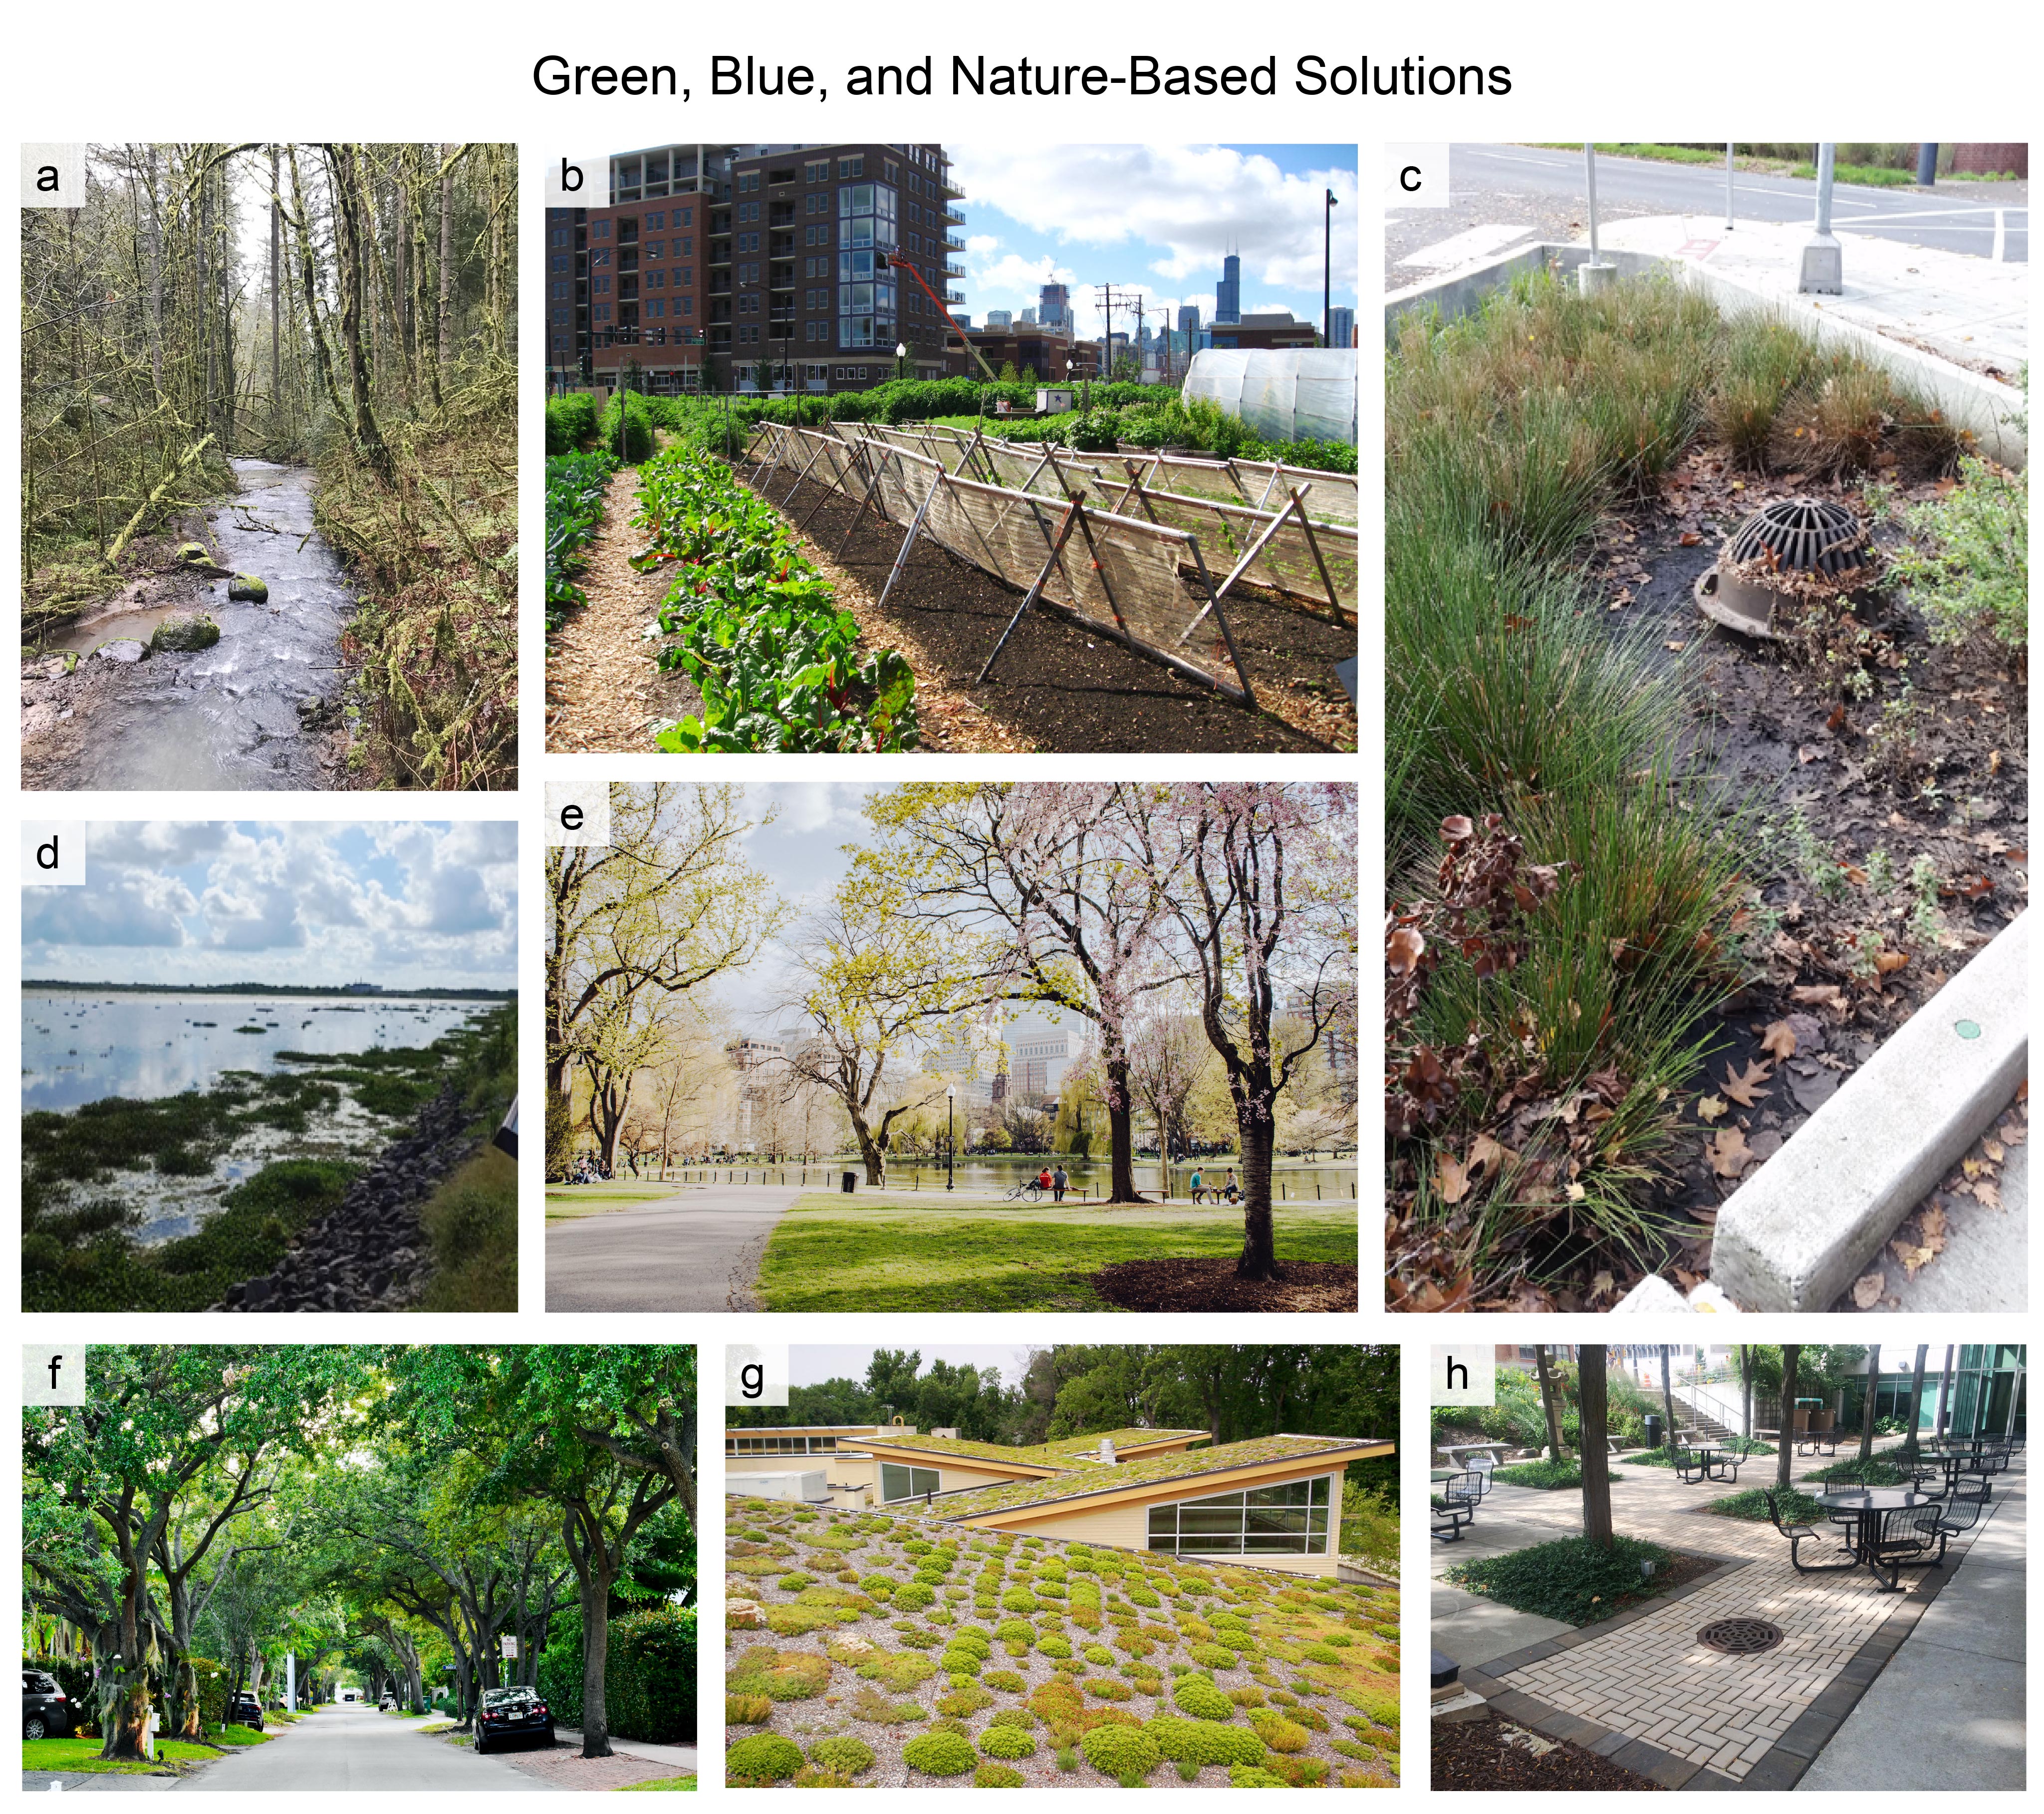 Green, Blue, and Nature-Based Solutions
a
b
c
d
e
f
g
h